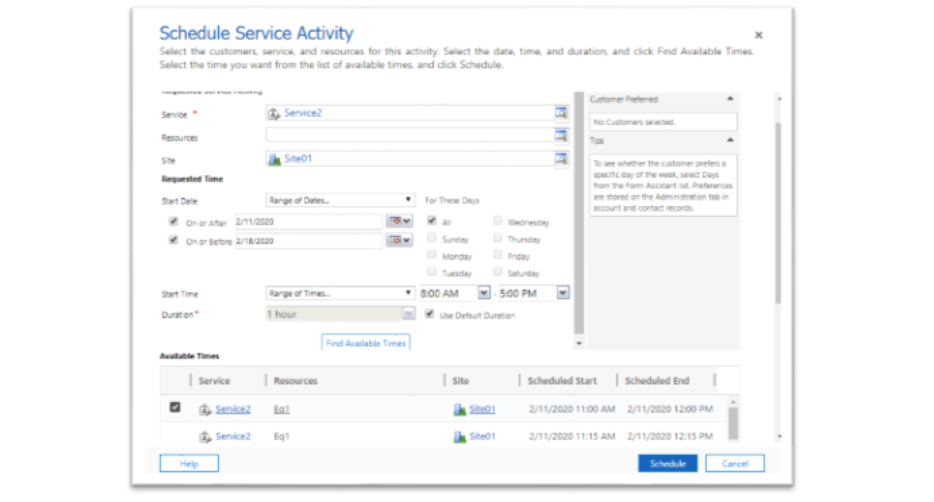 Schedule Service Activity
Select the customers, service, and resources for this activity. Select the date, time, and duration, and click Find Available Times.
Select the time you want from the list of available times, and click Schedule.
Requested Service Activity
Customer Preferred
Service * Service2
No Customers selected.
Resources
Tips
Site Site01
To see whether the customer prefers a
specific day of the week, select Days
from the Form Assistant list. Preferences
are stored on the Administration tab in
account and contact records.
Requested Time
Start Date Range of Dates... For These Days
On or After 2/11/2020 All Wednesday
On or Before 2/18/2020 Sunday Thursday
Monday Friday
Tuesday Saturday
Start Time Range of Times... 8:00 AM - 5:00 PM
Duration * 1 hour Use Default Duration
Find Available Times
Available Times
Service Resources Site Scheduled Start Scheduled End
Service2 Eq1 Site01 2/11/2020 11:00 AM 2/11/2020 12:00 PM
Service2 Eq1 Site01 2/11/2020 11:15 AM 2/11/2020 12:15 PM
Help Schedule Cancel